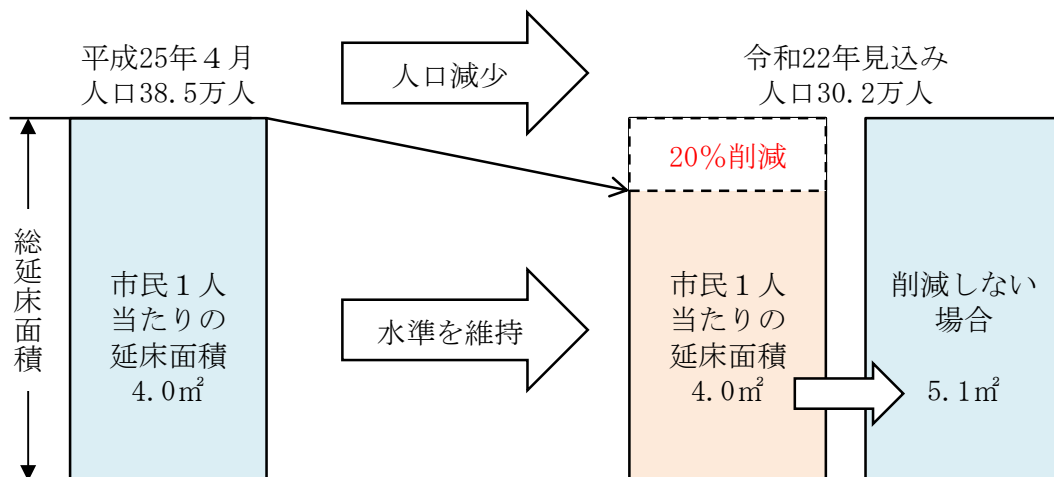 平成25年４月
人口38.5万人
人口減少
令和22年見込み
人口30.2万人
20％削減
総延床面積
市民１人
当たりの
延床面積
4.0㎡
水準を維持
市民１人
当たりの
延床面積
4.0㎡
削減しない
場合
5.1㎡